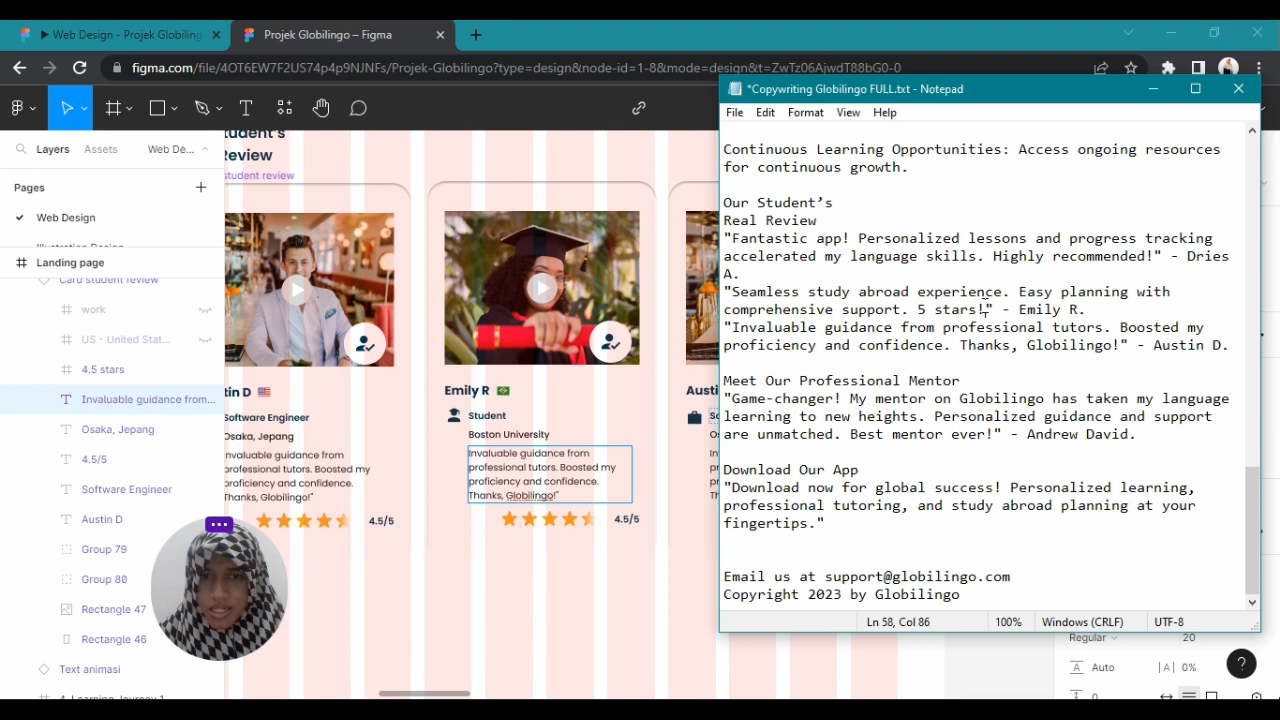 Web Design - Projek Globiling
Projek Globilingo – Figma
figma.com/file/4OT6EW7F2US74p4p9NJNFs/Projek-Globilingo?type=design&node-id=1-8&mode=design&t=ZwTz06AjwdT88bG0-0
Layers
Assets
Web De...
Pages
Web Design
Landing page
Card student review
work
US - United Stat...
4.5 stars
Invaluable guidance from...
Osaka, Jepang
4.5/5
Software Engineer
Austin D
Group 79
Group 80
Rectangle 47
Rectangle 46
Text animasi
Review
student review
tin D
Software Engineer
Osaka, Jepang
nvaluable guidance from
professional tutors. Boosted my
proficiency and confidence.
Thanks, Globilingo!"
4.5/5
Emily R
Student
Boston University
Invaluable guidance from
professional tutors. Boosted my
proficiency and confidence.
Thanks, Globilingo!"
4.5/5
Austi
*Copywriting Globilingo FULL.txt - Notepad
File Edit Format View Help
Continuous Learning Opportunities: Access ongoing resources
for continuous growth.
Our Student's
Real Review
"Fantastic app! Personalized lessons and progress tracking
accelerated my language skills. Highly recommended!" - Dries
A.
"Seamless study abroad experience. Easy planning with
comprehensive support. 5 stars!" - Emily R.
"Invaluable guidance from professional tutors. Boosted my
proficiency and confidence. Thanks, Globilingo!" - Austin D.
Meet Our Professional Mentor
"Game-changer! My mentor on Globilingo has taken my language
learning to new heights. Personalized guidance and support
are unmatched. Best mentor ever!" - Andrew David.
Download Our App
"Download now for global success! Personalized learning,
professional tutoring, and study abroad planning at your
fingertips."
Email us at support@globilingo.com
Copyright 2023 by Globilingo
Ln 58, Col 86
100%
Windows (CRLF)
UTF-8
Regular
20
Auto
0%